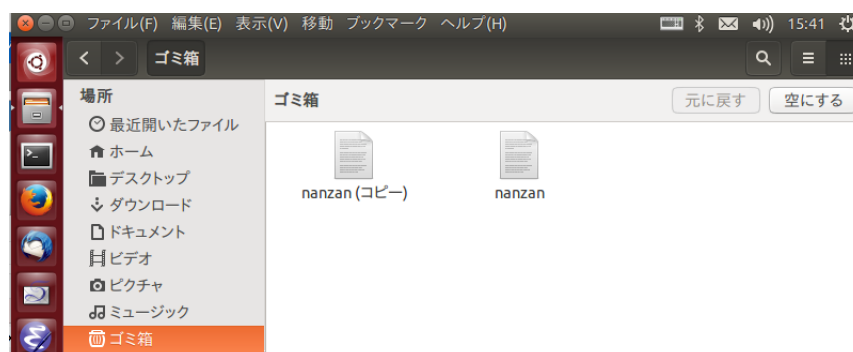 ファイル(F) 編集(E) 表示(V) 移動 ブックマーク ヘルプ(H) 15:41
ゴミ箱
場所
最近開いたファイル
ホーム
デスクトップ
ダウンロード
ドキュメント
ビデオ
ピクチャ
ミュージック
ゴミ箱
ゴミ箱 元に戻す 空にする
nanzan (コピー) nanzan